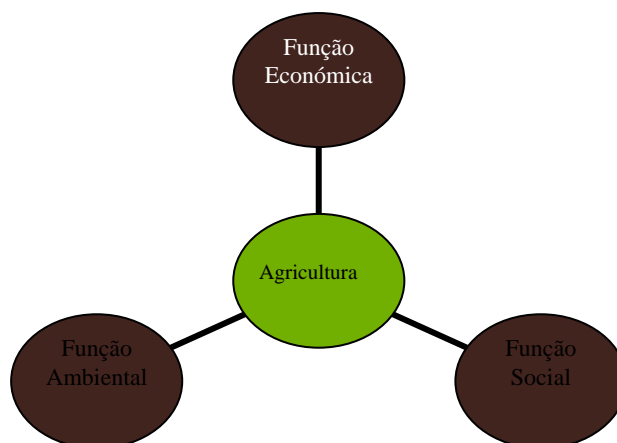 Função
Económica
Agricultura
Função
Ambiental
Função
Social